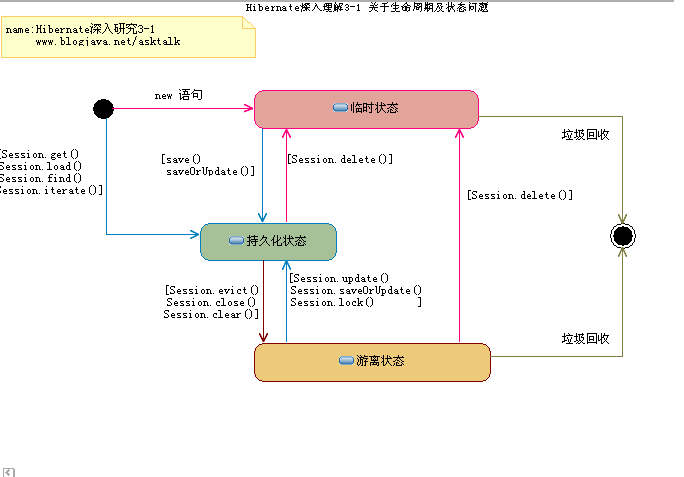 Hibernate深入理解3-1 关于生命周期及状态问题
name:Hibernate深入研究3-1
www.blogjava.net/asktalk
new 语句
临时状态
垃圾回收
[Session.get()
Session.load()
Session.find()
Session.iterate()]
[save()
saveOrUpdate()]
[Session.delete()]
[Session.delete()]
持久化状态
[Session.evict()
Session.close()
Session.clear()]
[Session.update()
Session.saveOrUpdate()
Session.lock() ]
垃圾回收
游离状态